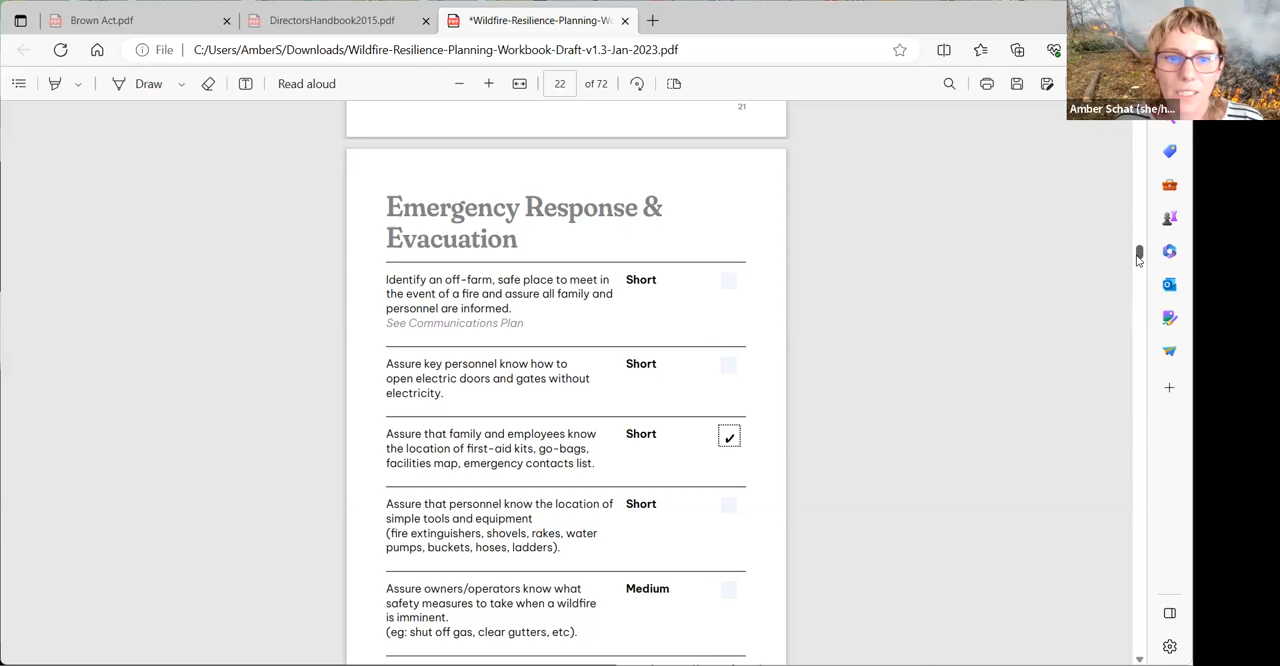 Brown Act.pdf
DirectorsHandbook2015.pdf
*Wildfire-Resilience-Planning-Wo
File
C:/Users/AmberS/Downloads/Wildfire-Resilience-Planning-Workbook-Draft-v1.3-Jan-2023.pdf
Draw
Read aloud
22 of 72
Amber Schat (she/h...
21
Emergency Response &
Evacuation
Identify an off-farm, safe place to meet in Short
the event of a fire and assure all family and
personnel are informed.
See Communications Plan
Assure key personnel know how to Short
open electric doors and gates without
electricity.
Assure that family and employees know Short
the location of first-aid kits, go-bags,
facilities map, emergency contacts list.
Assure that personnel know the location of Short
simple tools and equipment
(fire extinguishers, shovels, rakes, water
pumps, buckets, hoses, ladders).
Assure owners/operators know what Medium
safety measures to take when a wildfire
is imminent.
(eg: shut off gas, clear gutters, etc).